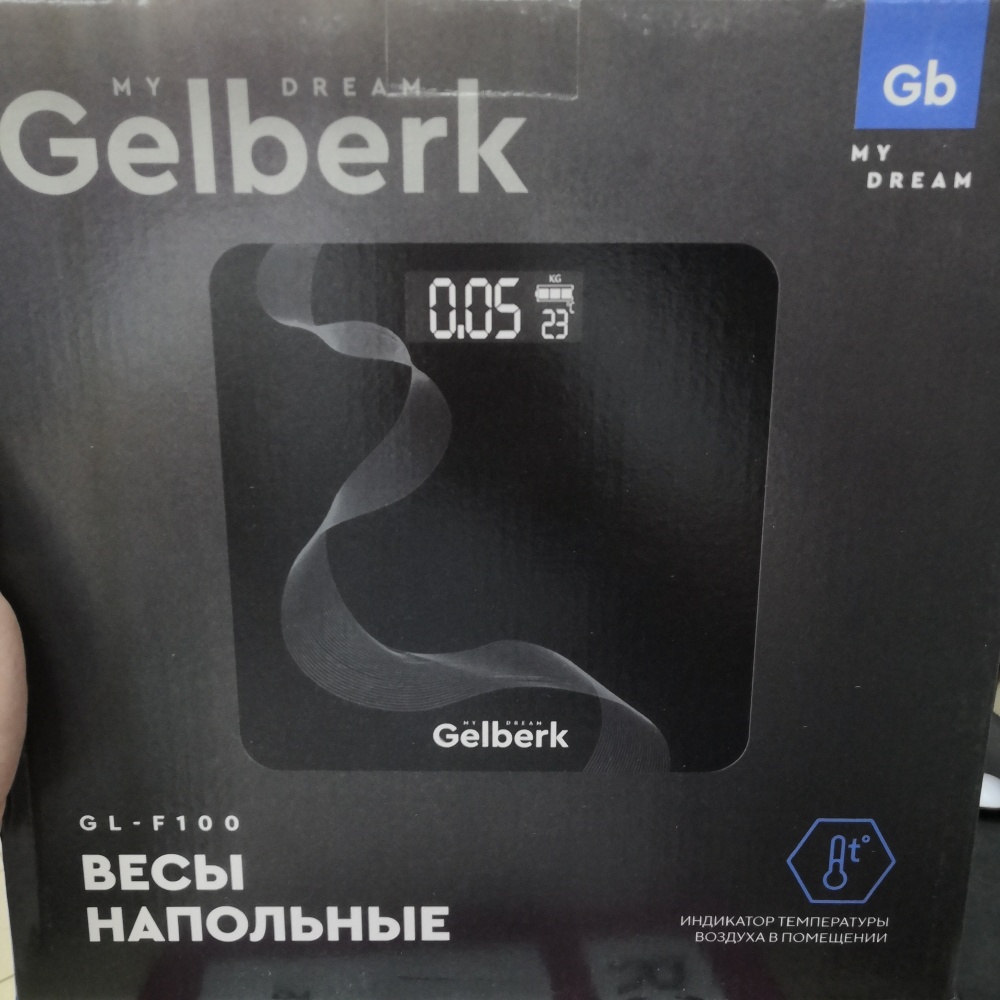 MY DREAM
Gelberk
Gb
MY
DREAM
KG
0.05
t
23°
MY DREAM
Gelberk
GL-F100
ВЕСЫ
НАПОЛЬНЫЕ
t°
ИНДИКАТОР ТЕМПЕРАТУРЫ
ВОЗДУХА В ПОМЕЩЕНИИ